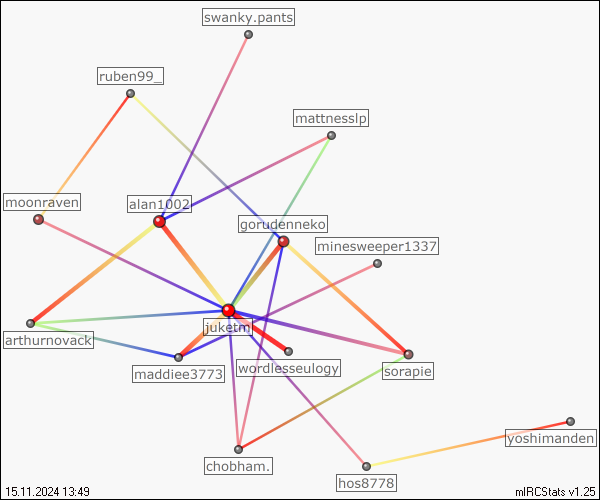 swanky.pants
ruben99_
mattnesslp
moonraven
alan1002
gorudenneko
minesweeper1337
juketm
arthurnovack
maddiee3773
wordlesseulogy
sorapie
yoshimanden
chobham.
hos8778
15.11.2024 13:49
mIRCStats v1.25